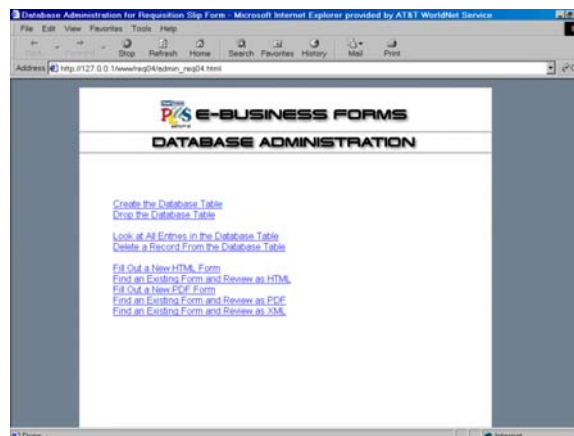 Database Administration for Requisition Slip Form - Microsoft Internet Explorer provided by AT&T WorldNet Service
File Edit View Favorites Tools Help
Stop Refresh Home Search Favorites History Mail Print
Address http://127.0.0.1/www/req04/admin_req04.html
E-BUSINESS FORMS
DATABASE ADMINISTRATION
Create the Database Table
Drop the Database Table
Look at All Entries in the Database Table
Delete a Record From the Database Table
Fill Out a New HTML Form
Find an Existing Form and Review as HTML
Fill Out a New PDF Form
Find an Existing Form and Review as PDF
Find an Existing Form and Review as XML
Done Internet